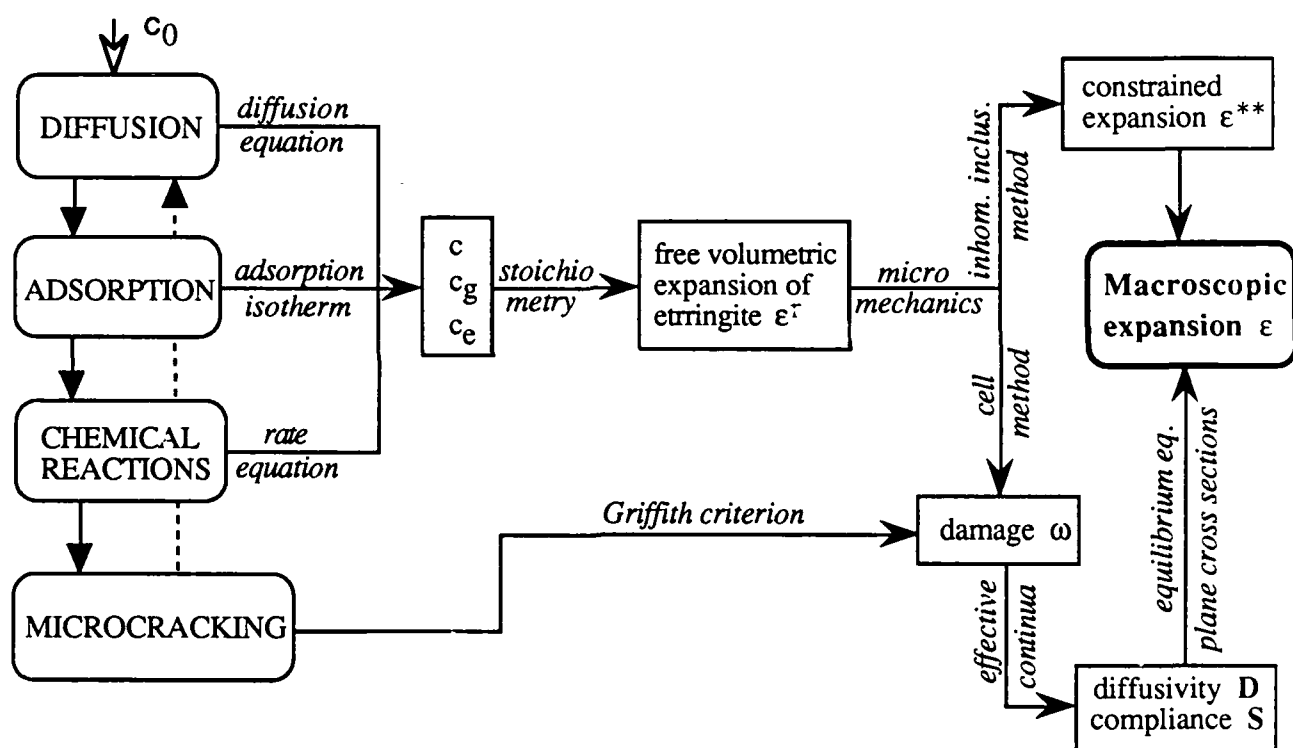 c0
DIFFUSION
diffusion
equation
ADSORPTION
adsorption
isotherm
CHEMICAL
REACTIONS
rate
equation
MICROCRACKING
c
cg
ce
stoichio
metry
free volumetric
expansion of
etrringite εr
micro
mechanics
inhom. inclus.
method
cell
method
constrained
expansion ε**
Macroscopic
expansion ε
Griffith criterion
damage ω
effective
continua
equilibrium eq.
plane cross sections
diffusivity D
compliance S